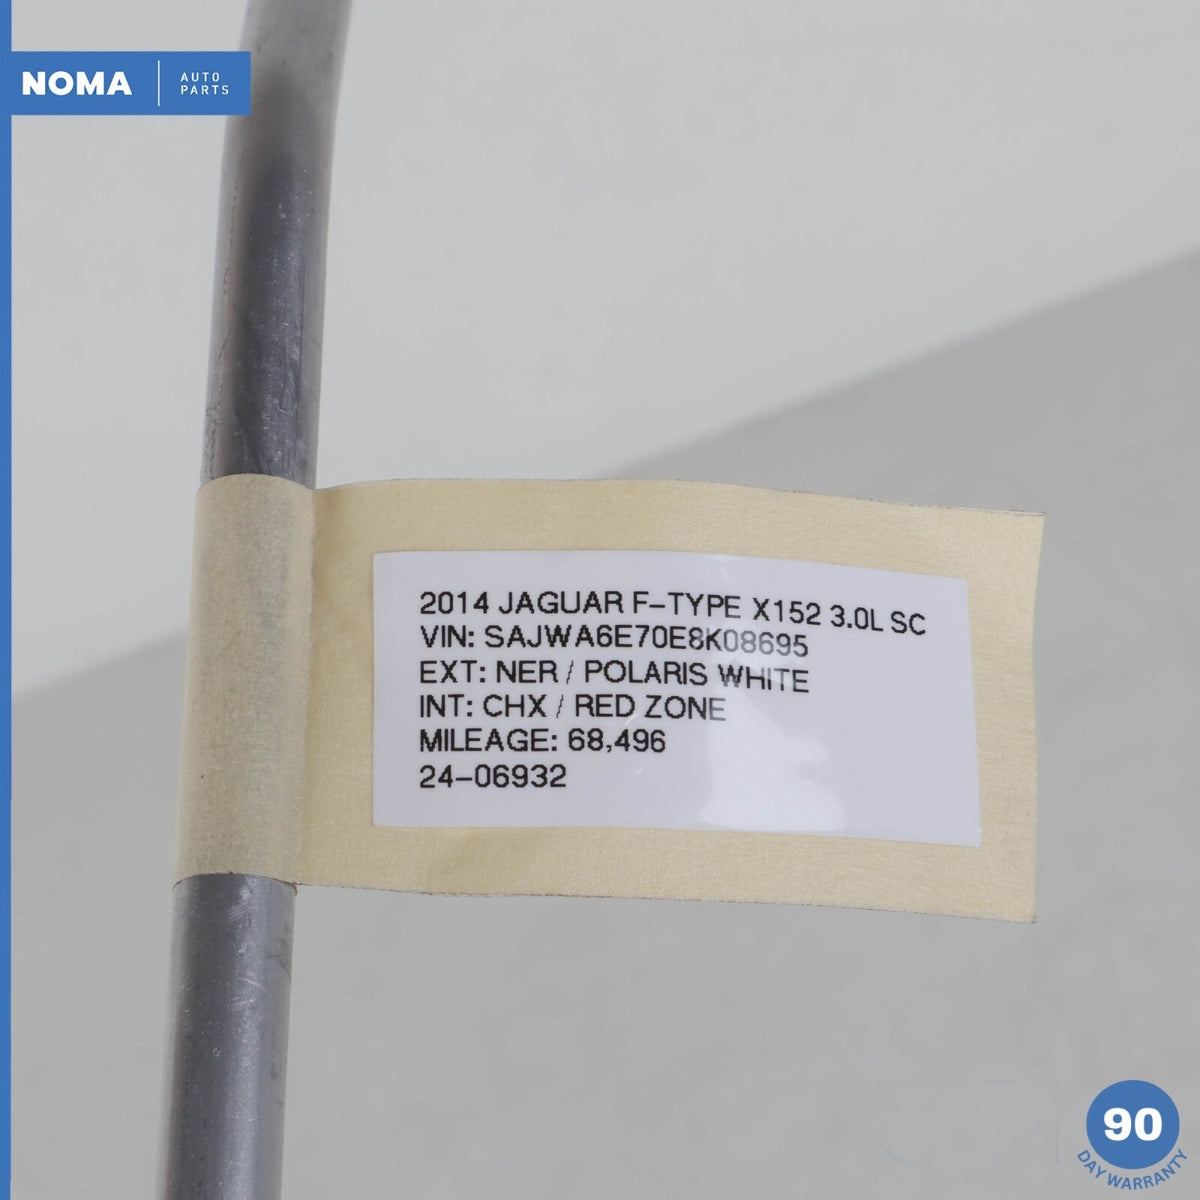 NOMA
AUTO
PARTS
2014 JAGUAR F-TYPE X152 3.0L SC
VIN: SAJWA6E70E8K08695
EXT: NER / POLARIS WHITE
INT: CHX / RED ZONE
MILEAGE: 68,496
24-06932
90
DAY WARRANTY